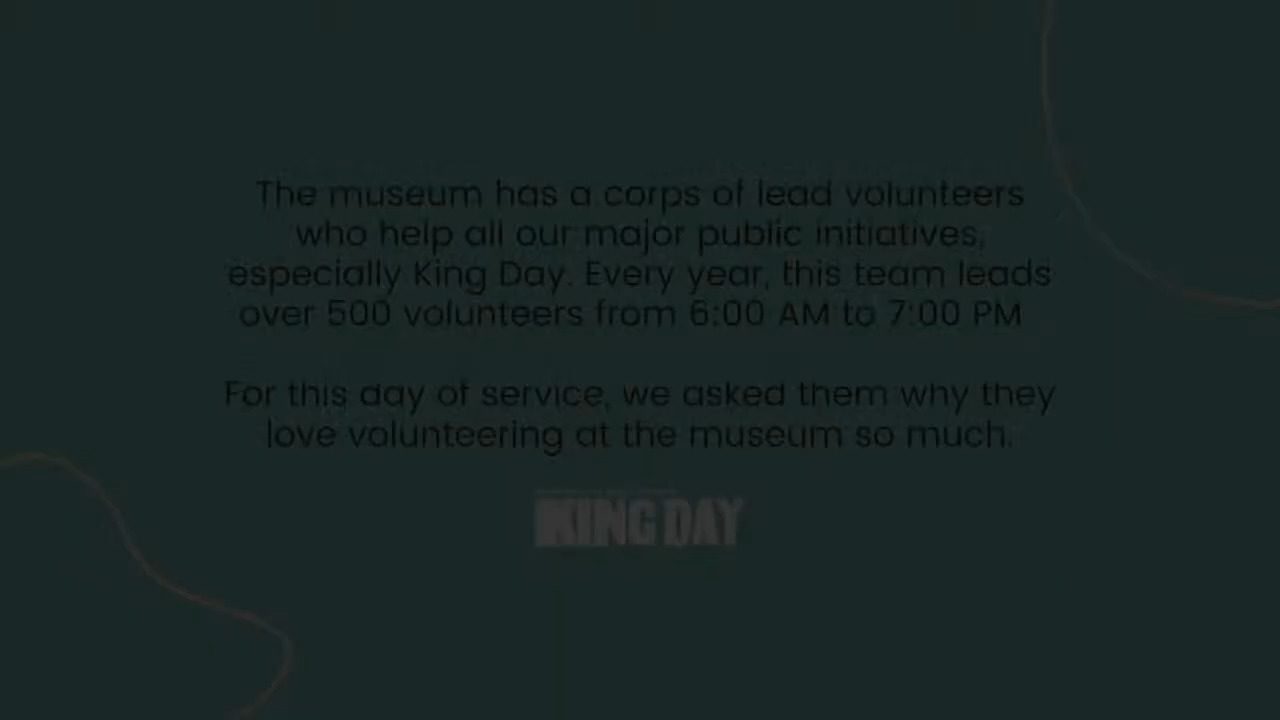 The museum has a corps of lead volunteers
who help all our major public initiatives,
especially King Day. Every year, this team leads
over 500 volunteers from 6:00 AM to 7:00 PM
For this day of service, we asked them why they
love volunteering at the museum so much.
KING DAY